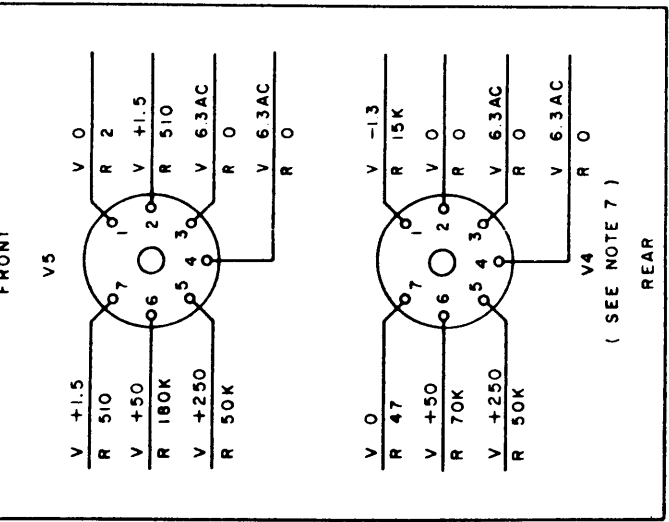 FRONT
V5
V 0
R 2
V +1.5
R 510
V 6.3AC
R 0
V 6.3AC
R 0
1
2
3
4
5
6
7
V +1.5
R 510
V +50
R 180K
V +250
R 50K
V -1.3
R 15K
V 0
R 0
V 6.3AC
R 0
V 6.3AC
R 0
1
2
3
4
5
6
7
V 0
R 47
V +50
R 70K
V +250
R 50K
V4
( SEE NOTE 7 )
REAR